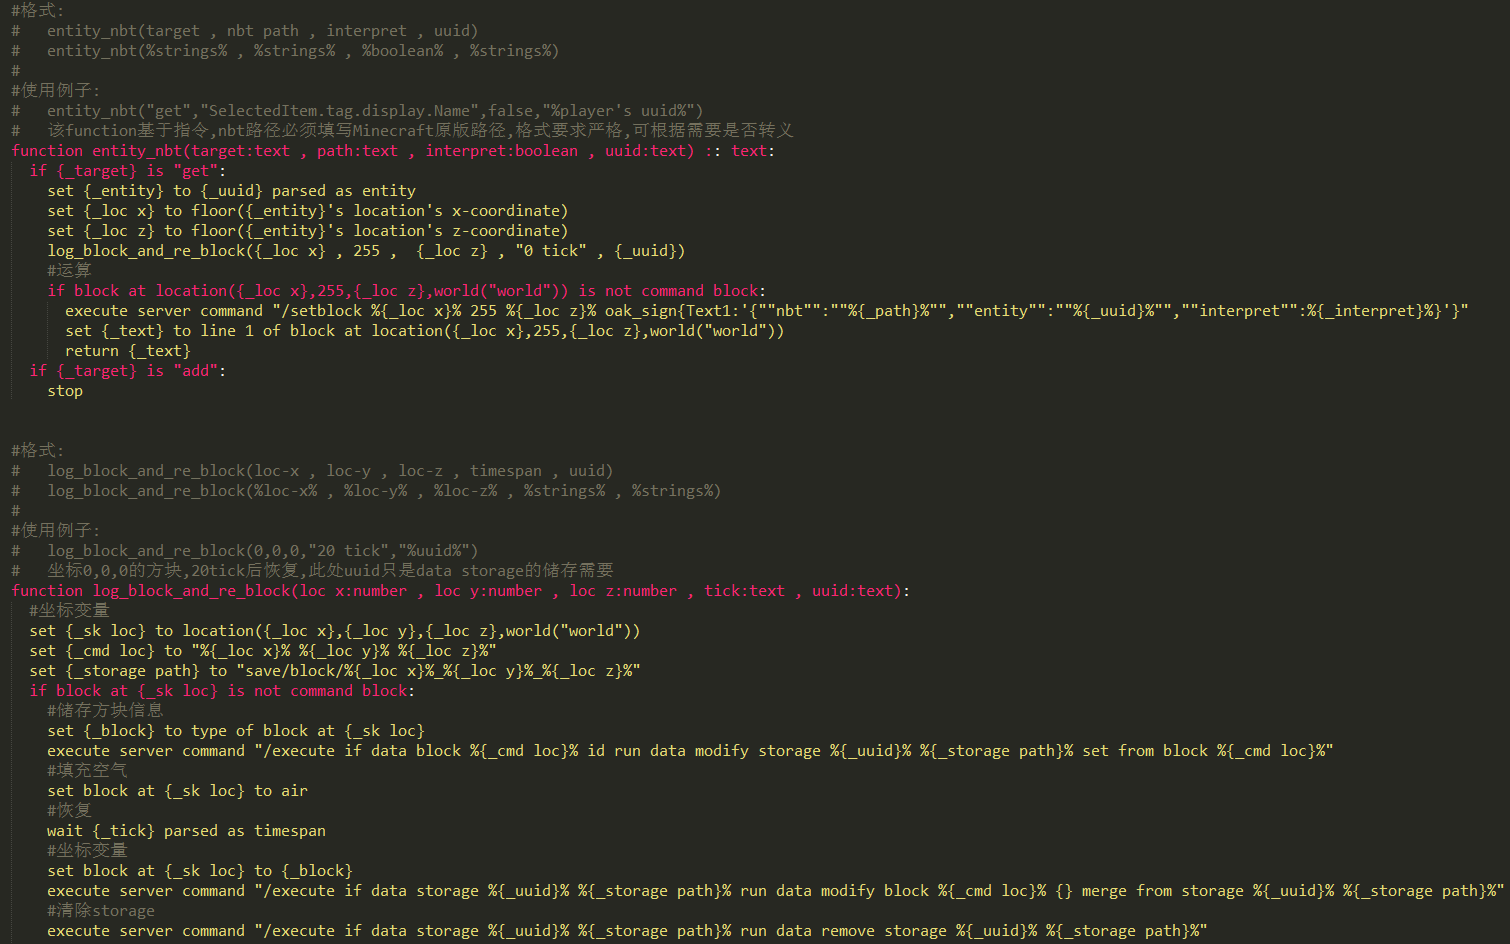 #格式:
#   entity_nbt(target , nbt path , interpret , uuid)
#   entity_nbt(%strings% , %strings% , %boolean% , %strings%)
#
#使用例子:
#   entity_nbt("get","SelectedItem.tag.display.Name",false,"%player's uuid%")
#   该function基于指令,nbt路径必须填写Minecraft原版路径,格式要求严格,可根据需要是否转义
function entity_nbt(target:text , path:text , interpret:boolean , uuid:text) :: text:
  if {_target} is "get":
    set {_entity} to {_uuid} parsed as entity
    set {_loc x} to floor({_entity}'s location's x-coordinate)
    set {_loc z} to floor({_entity}'s location's z-coordinate)
    log_block_and_re_block({_loc x} , 255 ,  {_loc z} , "0 tick" , {_uuid})
    #运算
    if block at location({_loc x},255,{_loc z},world("world")) is not command block:
      execute server command "/setblock %{_loc x}% 255 %{_loc z}% oak_sign{Text1:'{""nbt"":""%{_path}%"",""entity"":""%{_uuid}%"",""interpret"":%{_interpret}%}'}"
      set {_text} to line 1 of block at location({_loc x},255,{_loc z},world("world"))
      return {_text}
  if {_target} is "add":
    stop
#格式:
#   log_block_and_re_block(loc-x , loc-y , loc-z , timespan , uuid)
#   log_block_and_re_block(%loc-x% , %loc-y% , %loc-z% , %strings% , %strings%)
#
#使用例子:
#   log_block_and_re_block(0,0,0,"20 tick","%uuid%")
#   坐标0,0,0的方块,20tick后恢复,此处uuid只是data storage的储存需要
function log_block_and_re_block(loc x:number , loc y:number , loc z:number , tick:text , uuid:text):
  #坐标变量
  set {_sk loc} to location({_loc x},{_loc y},{_loc z},world("world"))
  set {_cmd loc} to "%{_loc x}% %{_loc y}% %{_loc z}%"
  set {_storage path} to "save/block/%{_loc x}%_%{_loc y}%_%{_loc z}%"
  if block at {_sk loc} is not command block:
    #储存方块信息
    set {_block} to type of block at {_sk loc}
    execute server command "/execute if data block %{_cmd loc}% id run data modify storage %{_uuid}% %{_storage path}% set from block %{_cmd loc}%"
    #填充空气
    set block at {_sk loc} to air
    #恢复
    wait {_tick} parsed as timespan
    #坐标变量
    set block at {_sk loc} to {_block}
    execute server command "/execute if data storage %{_uuid}% %{_storage path}% run data modify block %{_cmd loc}% {} merge from storage %{_uuid}% %{_storage path}%"
    #清除storage
    execute server command "/execute if data storage %{_uuid}% %{_storage path}% run data remove storage %{_uuid}% %{_storage path}%"